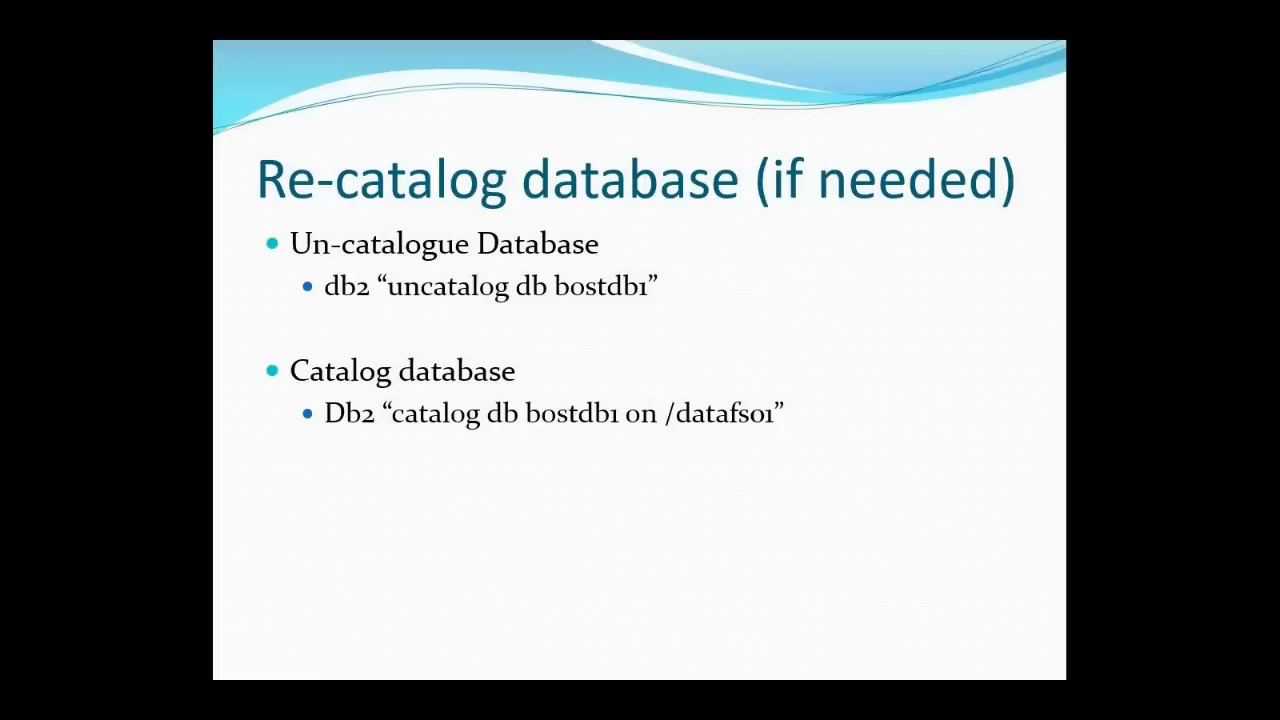 Re-catalog database (if needed)
Un-catalogue Database
db2 “uncatalog db bostdb1”
Catalog database
Db2 “catalog db bostdb1 on /datafs01”